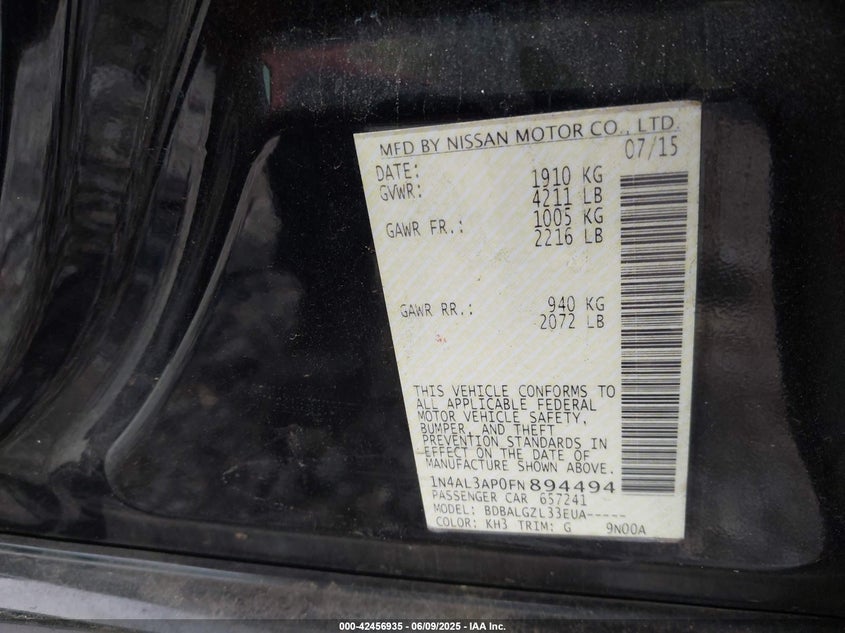 MFD BY NISSAN MOTOR CO., LTD.
DATE: 07/15
GVWR: 1910 KG
4211 LB
GAWR FR.: 1005 KG
2216 LB
GAWR RR.: 940 KG
2072 LB
THIS VEHICLE CONFORMS TO
ALL APPLICABLE FEDERAL
MOTOR VEHICLE SAFETY,
BUMPER, AND THEFT
PREVENTION STANDARDS IN
EFFECT ON THE DATE OF
MANUFACTURE SHOWN ABOVE.
1N4AL3AP0FN894494
PASSENGER CAR 657241
MODEL: BDBALGZL33EUA-----
COLOR: KH3 TRIM: G 9N00A
000-42456935 - 06/09/2025 - IAA Inc.